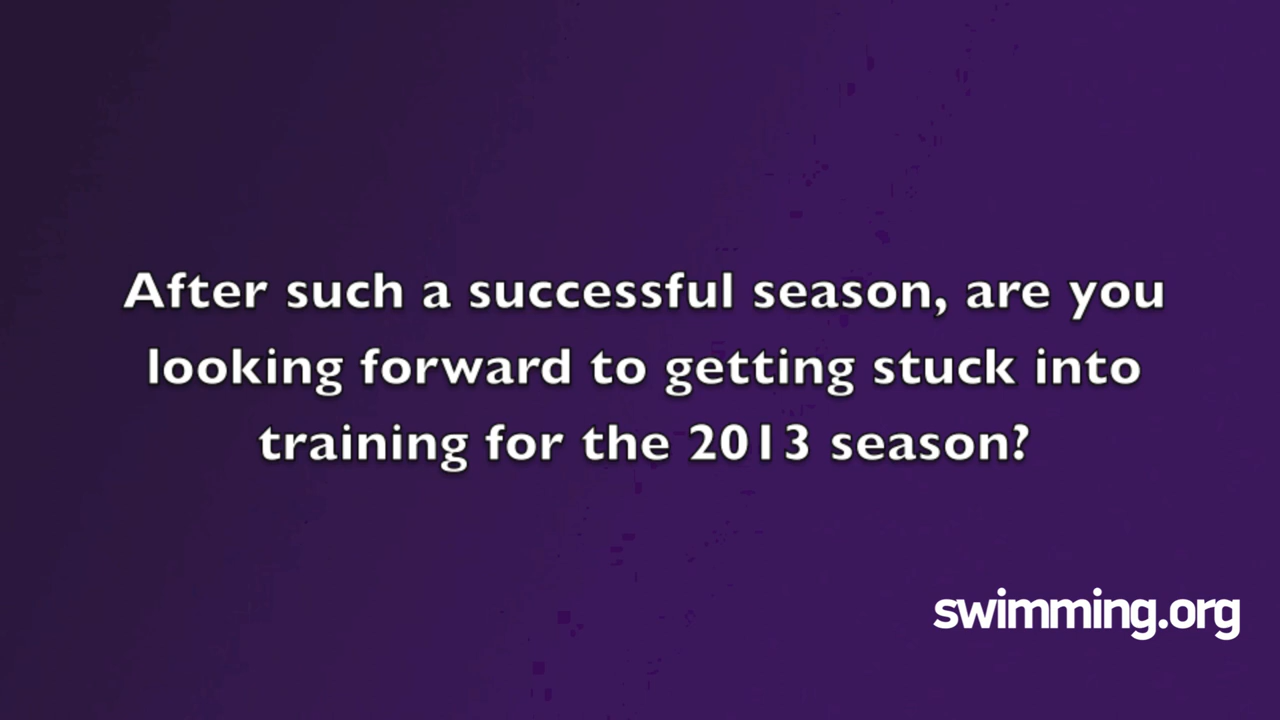 After such a successful season, are you
looking forward to getting stuck into
training for the 2013 season?
swimming.org